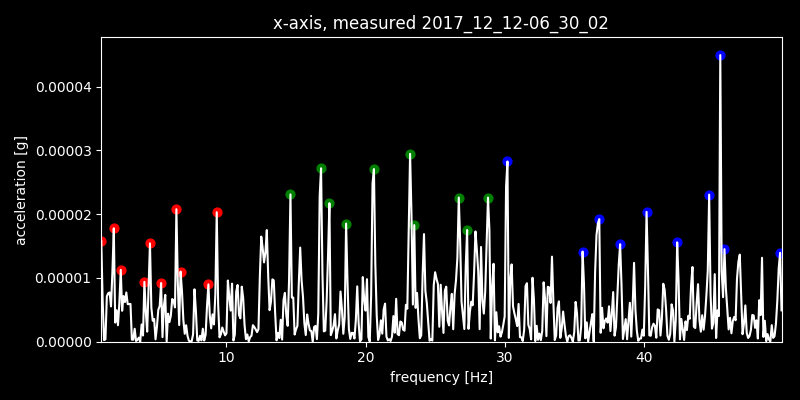 x-axis, measured 2017_12_12-06_30_02
acceleration [g]
0.00004
0.00003
0.00002
0.00001
0.00000
10 20 30 40
frequency [Hz]